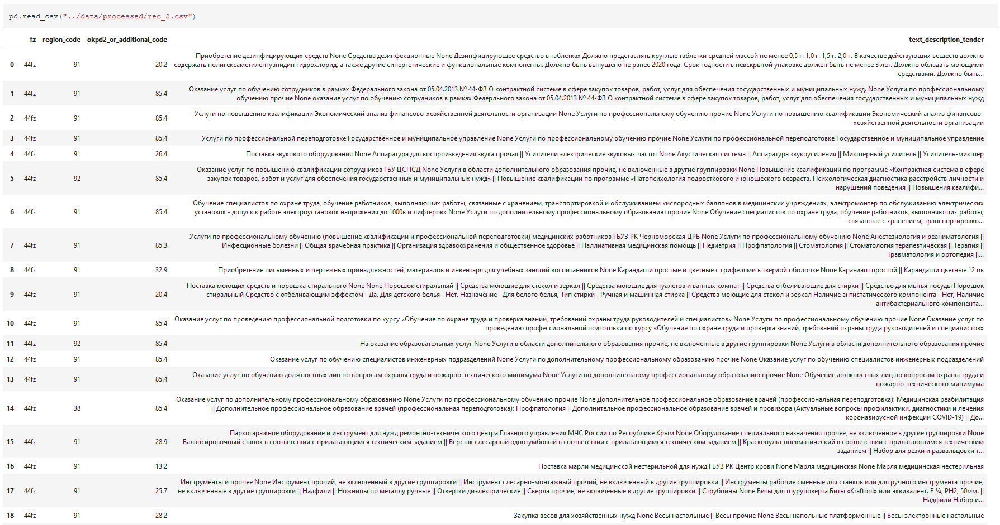 pd.read_csv("../data/processed/rec_2.csv")
fz region_code okpd2_or_additional_code text_description_tender
Приобретение дезинфицирующих средств None Средства дезинфекционные None Дезинфицирующее средство в таблетках Должно представлять круглые таблетки средней массой не менее 0,5 г. 1,0 г. 1,5 г. 2,0 г. В качестве действующих веществ должно
0 44fz 91 20.2 содержать полигексаметиленгуанидин гидрохлорид, а также другие синергетические и функциональные компоненты. Должно быть выпущено не ранее 2020 года. Срок годности в невскрытой упаковке должен быть не менее 3 лет. Должно обладать моющими
средствами. Должно быть...
1 44fz 91 85.4 Оказание услуг по обучению сотрудников в рамках Федерального закона от 05.04.2013 № 44-ФЗ О контрактной системе в сфере закупок товаров, работ, услуг для обеспечения государственных и муниципальных нужд. None Услуги по профессиональному
обучению прочие None оказание услуг по обучению сотрудников в рамках Федерльного закона от 05.04.2013 № 44-ФЗ О контрактной системе в сфере закупок товаров, работ, услуг для обеспечения государственных и муниципальных нужд
2 44fz 91 85.4 Услуги по повышению квалификации Экономический анализ финансово-хозяйственной деятельности организации None Услуги по профессиональному обучению прочие None Услуги по повышению квалификации Экономический анализ финансово-
хозяйственной деятельности организации
3 44fz 91 85.4 Услуги по профессиональной переподготовке Государственное и муниципальное управление None Услуги по профессиональному обучению прочие None Услуги по профессиональной переподготовке Государственное и муниципальное управление
4 44fz 91 26.4 Поставка звукового оборудования None Аппаратура для воспроизведения звука прочая || Усилители электрические звуковых частот None Акустическая система || Аппаратура звукоусиления || Микшерный усилитель || Усилитель-микшер
Оказание услуг по повышению квалификации сотрудников ГБУ ЦСПСД None Услуги в области дополнительного образования прочие, не включенные в другие группировки None Повышение квалификации по программе «Контрактная система в сфере
5 44fz 92 85.4 закупок товаров, работ и услуг для обеспечения государственных и муниципальных нужд» || Повышение квалификации по программе «Патопсихология подросткового и юношеского возраста. Психологическая диагностика расстройств личности и
нарушений поведения || Повышения квалифи...
Обучение специалистов по охране труда, обучение работников, выполняющих работы, связанные с хранением, транспортировкой и обслуживанием кислородных баллонов в медицинских учреждениях, электромонтер по обслуживанию электрических
6 44fz 91 85.4 установок - допуск к работе электроустановок напряжения до 1000в и лифтеров» None Услуги по дополнительному профессиональному образованию прочие None Обучение специалистов по охране труда, обучение работников, выполняющих работы,
связанные с хранением, транспортировко...
Услуги по профессиональному обучению (повышение квалификации и профессиональной переподготовки) медицинских работников ГБУЗ РК Черноморская ЦРБ None Услуги по профессиональному обучению None Анестезиология и реаниматология ||
7 44fz 91 85.3 Инфекционные болезни || Общая врачебная практика || Организация здравоохранения и общественное здоровье || Паллиативная медицинская помощь || Педиатрия || Профпатология || Стоматология || Стоматология терапевтическая || Терапия ||
Травматология и ортопедия ||...
8 44fz 91 32.9 Приобретение письменных и чертежных принадлежностей, материалов и инвентаря для учебных занятий воспитанников None Карандаши простые и цветные с грифелями в твердой оболочке None Карандаш простой || Карандаши цветные 12 цв
Поставка моющих средств и порошка стирального None None Порошок стиральный || Средства моющие для стекол и зеркал || Средства моющие для туалетов и ванных комнат || Средства отбеливающие для стирки || Средство для мытья посуды Порошок
9 44fz 91 20.4 стиральный Средство с отбеливающим эффектом--Да, Для детского белья--Нет, Назначение--Для белого белья, Тип стирки--Ручная и машинная стирка || Средства моющие для стекол и зеркал Наличие антистатического компонента--Нет, Наличие
антибактериального компонента...
10 44fz 91 85.4 Оказание услуг по проведению профессиональной подготовки по курсу «Обучение по охране труда и проверка знаний, требований охраны труда руководителей и специалистов» None Услуги по профессиональному обучению прочие None Оказание услуг по
проведению профессиональной подготовки по курсу «Обучение по охране труда и проверка знаний, требований охраны труда руководителей и специалистов»
11 44fz 92 85.4 На оказание образовательных услуг None Услуги в области дополнительного образования прочие, не включенные в другие группировки None Услуги в области дополнительного образования прочие
12 44fz 91 85.4 Оказание услуг по обучению специалистов инженерных подразделений None Услуги по дополнительному профессиональному образованию прочие None Оказание услуг по обучению специалистов инженерных подразделений
13 44fz 91 85.4 Оказание услуг по обучению должностных лиц по вопросам охраны труда и пожарно-технического минимума None Услуги по дополнительному профессиональному образованию прочие None Обучение должностных лиц по вопросам охраны труда и
пожарно-технического минимума
Оказание услуг по дополнительному профессиональному образованию None Услуги по профессиональному обучению прочие None Дополнительное профессиональное образование врачей (профессиональная переподготовка): Медицинская реабилитация
14 44fz 38 85.4 || Дополнительное профессиональное образование врачей (профессиональная переподготовка): Профпатология || Дополнительное профессиональное образование врачей и провизора (Актуальные вопросы профилактики, диагностики и лечения
коронавирусной инфекции COVID-19) || До...
Паркогаражное оборудование и инструмент для нужд ремонтно-технического центра Главного управления МЧС России по Республике Крым None Оборудование специального назначения прочее, не включенное в другие группировки None
15 44fz 91 28.9 Балансировочный станок в соответствии с прилагающимся техническим заданием || Верстак слесарный однотумбовый в соответствии с прилагающимся техническим заданием || Краскопульт пневматический в соответствии с прилагающимся техническим
заданием || Набор для резки и развальцовки т...
16 44fz 91 13.2 Поставка марли медицинской нестерильной для нужд ГБУЗ РК Центр крови None Марля медицинская None Марля медицинская нестерильная
Инструменты и прочее None Инструмент прочий, не включенный в другие группировки || Инструмент слесарно-монтажный прочий, не включенный в другие группировки || Инструменты рабочие сменные для станков или для ручного инструмента прочие,
17 44fz 91 25.7 не включенные в другие группировки || Надфили || Ножницы по металлу ручные || Отвертки диэлектрические || Сверла прочие, не включенные в другие группировки || Струбцины None Биты для шуруповерта Биты «Kraftool» или эквивалент. E ¼, PH2, 50мм. ||
Надфили Набор и...
18 44fz 91 28.2 Закупка весов для хозяйственных нужд None Весы настольные || Весы прочие None Весы напольные платформенные || Весы электронные настольные